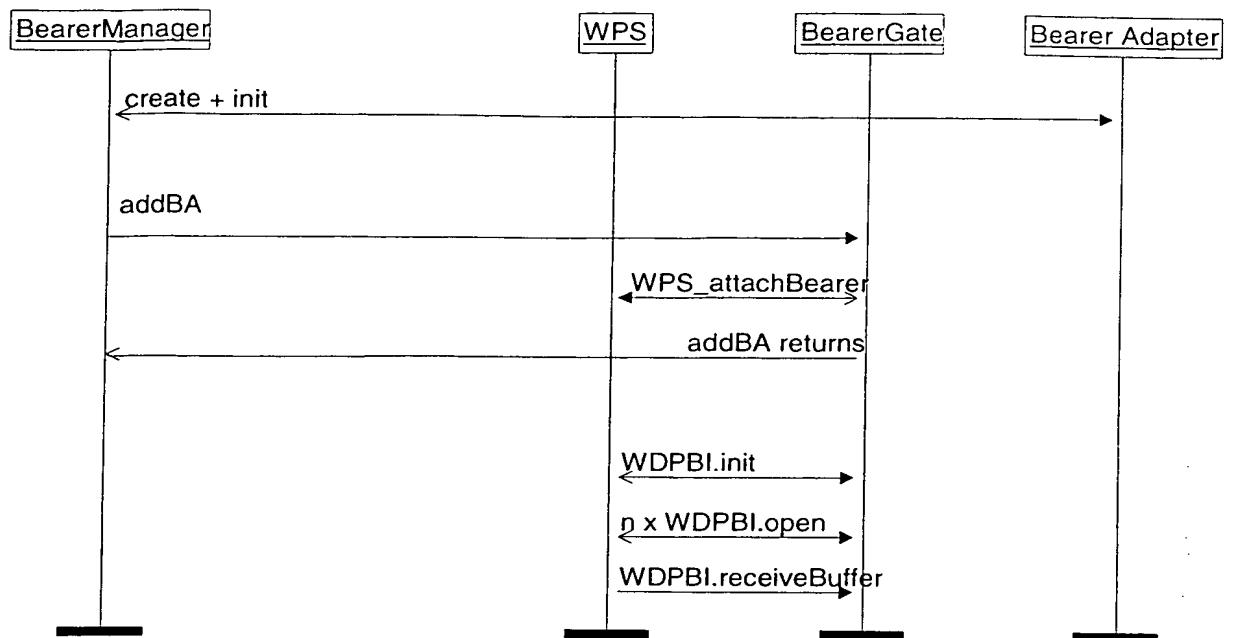 BearerManager
WPS
BearerGate
Bearer Adapter
create + init
addBA
WPS_attachBearer
addBA returns
WDPBI.init
n x WDPBI.open
WDPBI.receiveBuffer